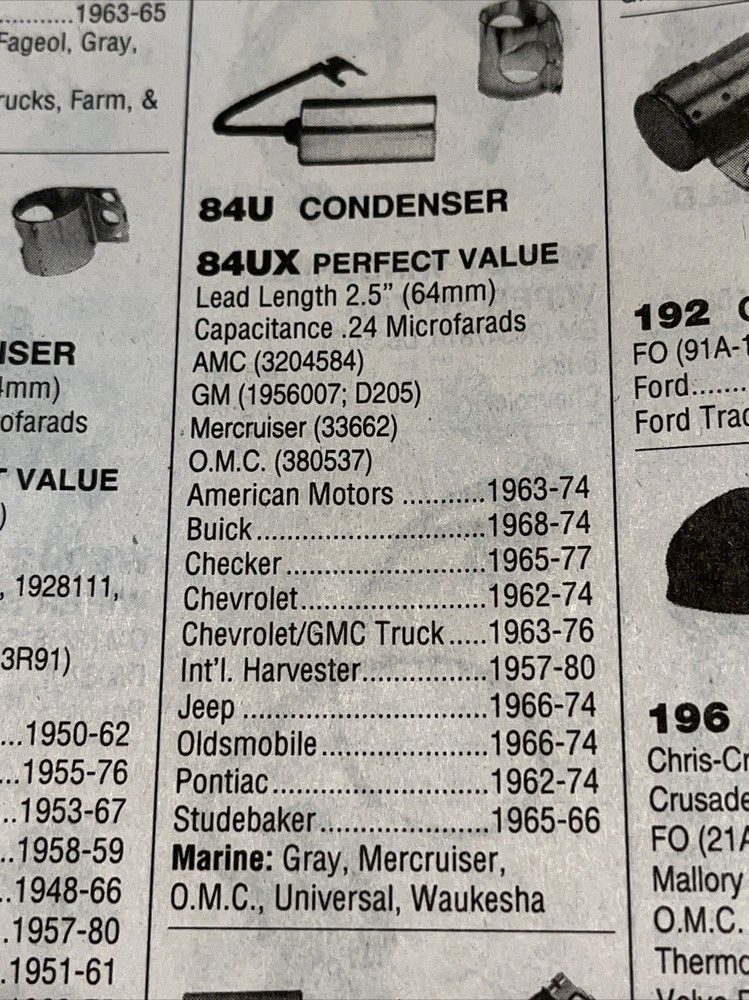 ...........1963-65
Fageol, Gray,
rucks, Farm, &
NSER
4mm)
ofarads
T VALUE
)
, 1928111,
3R91)
...1950-62
...1955-76
..1953-67
..1958-59
..1948-66
.1957-80
.1951-61
84U CONDENSER
84UX PERFECT VALUE
Lead Length 2.5” (64mm)
Capacitance .24 Microfarads
AMC (3204584)
GM (1956007; D205)
Mercruiser (33662)
O.M.C. (380537)
American Motors ...........1963-74
Buick..............................1968-74
Checker..........................1965-77
Chevrolet........................1962-74
Chevrolet/GMC Truck.....1963-76
Int'l. Harvester................1957-80
Jeep ...............................1966-74
Oldsmobile.....................1966-74
Pontiac...........................1962-74
Studebaker.....................1965-66
Marine: Gray, Mercruiser,
O.M.C., Universal, Waukesha
192 C
FO (91A-1
Ford.......
Ford Trac
196
Chris-Cr
Crusade
FO (21A
Mallory
O.M.C.
Thermo